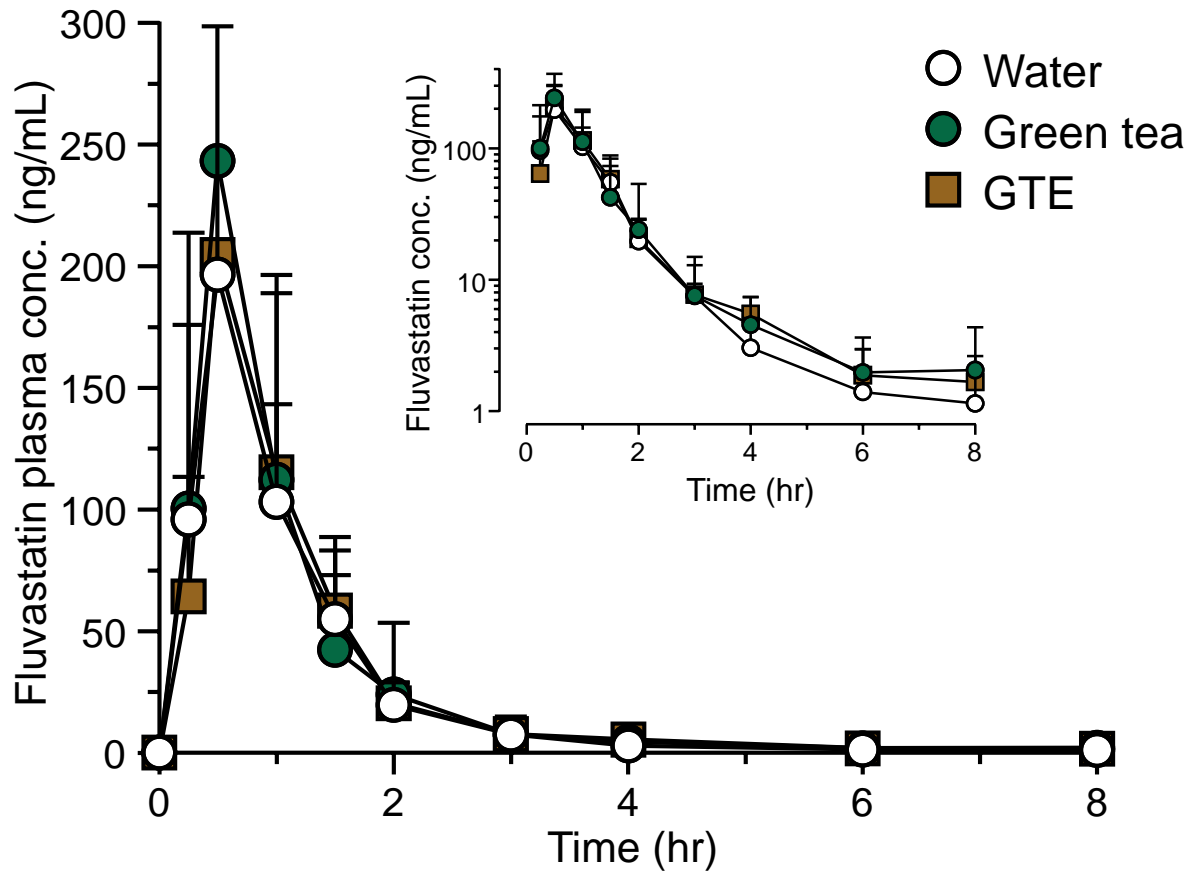 Fluvastatin plasma conc. (ng/mL)
300
250
200
150
100
50
0
0
2
4
6
8
Time (hr)
Fluvastatin conc. (ng/mL)
100
10
1
0
2
4
6
8
Time (hr)
Water
Green tea
GTE